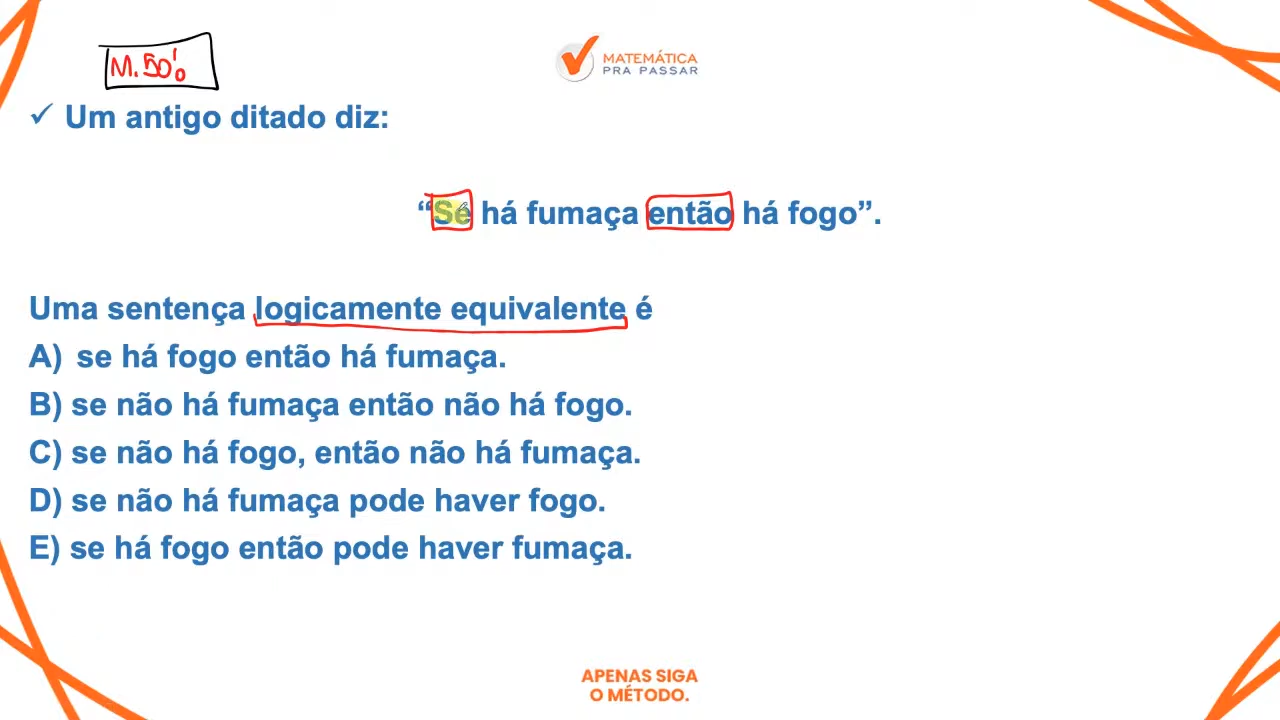 M. 50%
MATEMÁTICA
PRA PASSAR
✓ Um antigo ditado diz:
“Se há fumaça então há fogo”.
Uma sentença logicamente equivalente é
A) se há fogo então há fumaça.
B) se não há fumaça então não há fogo.
C) se não há fogo, então não há fumaça.
D) se não há fumaça pode haver fogo.
E) se há fogo então pode haver fumaça.
APENAS SIGA
O MÉTODO.